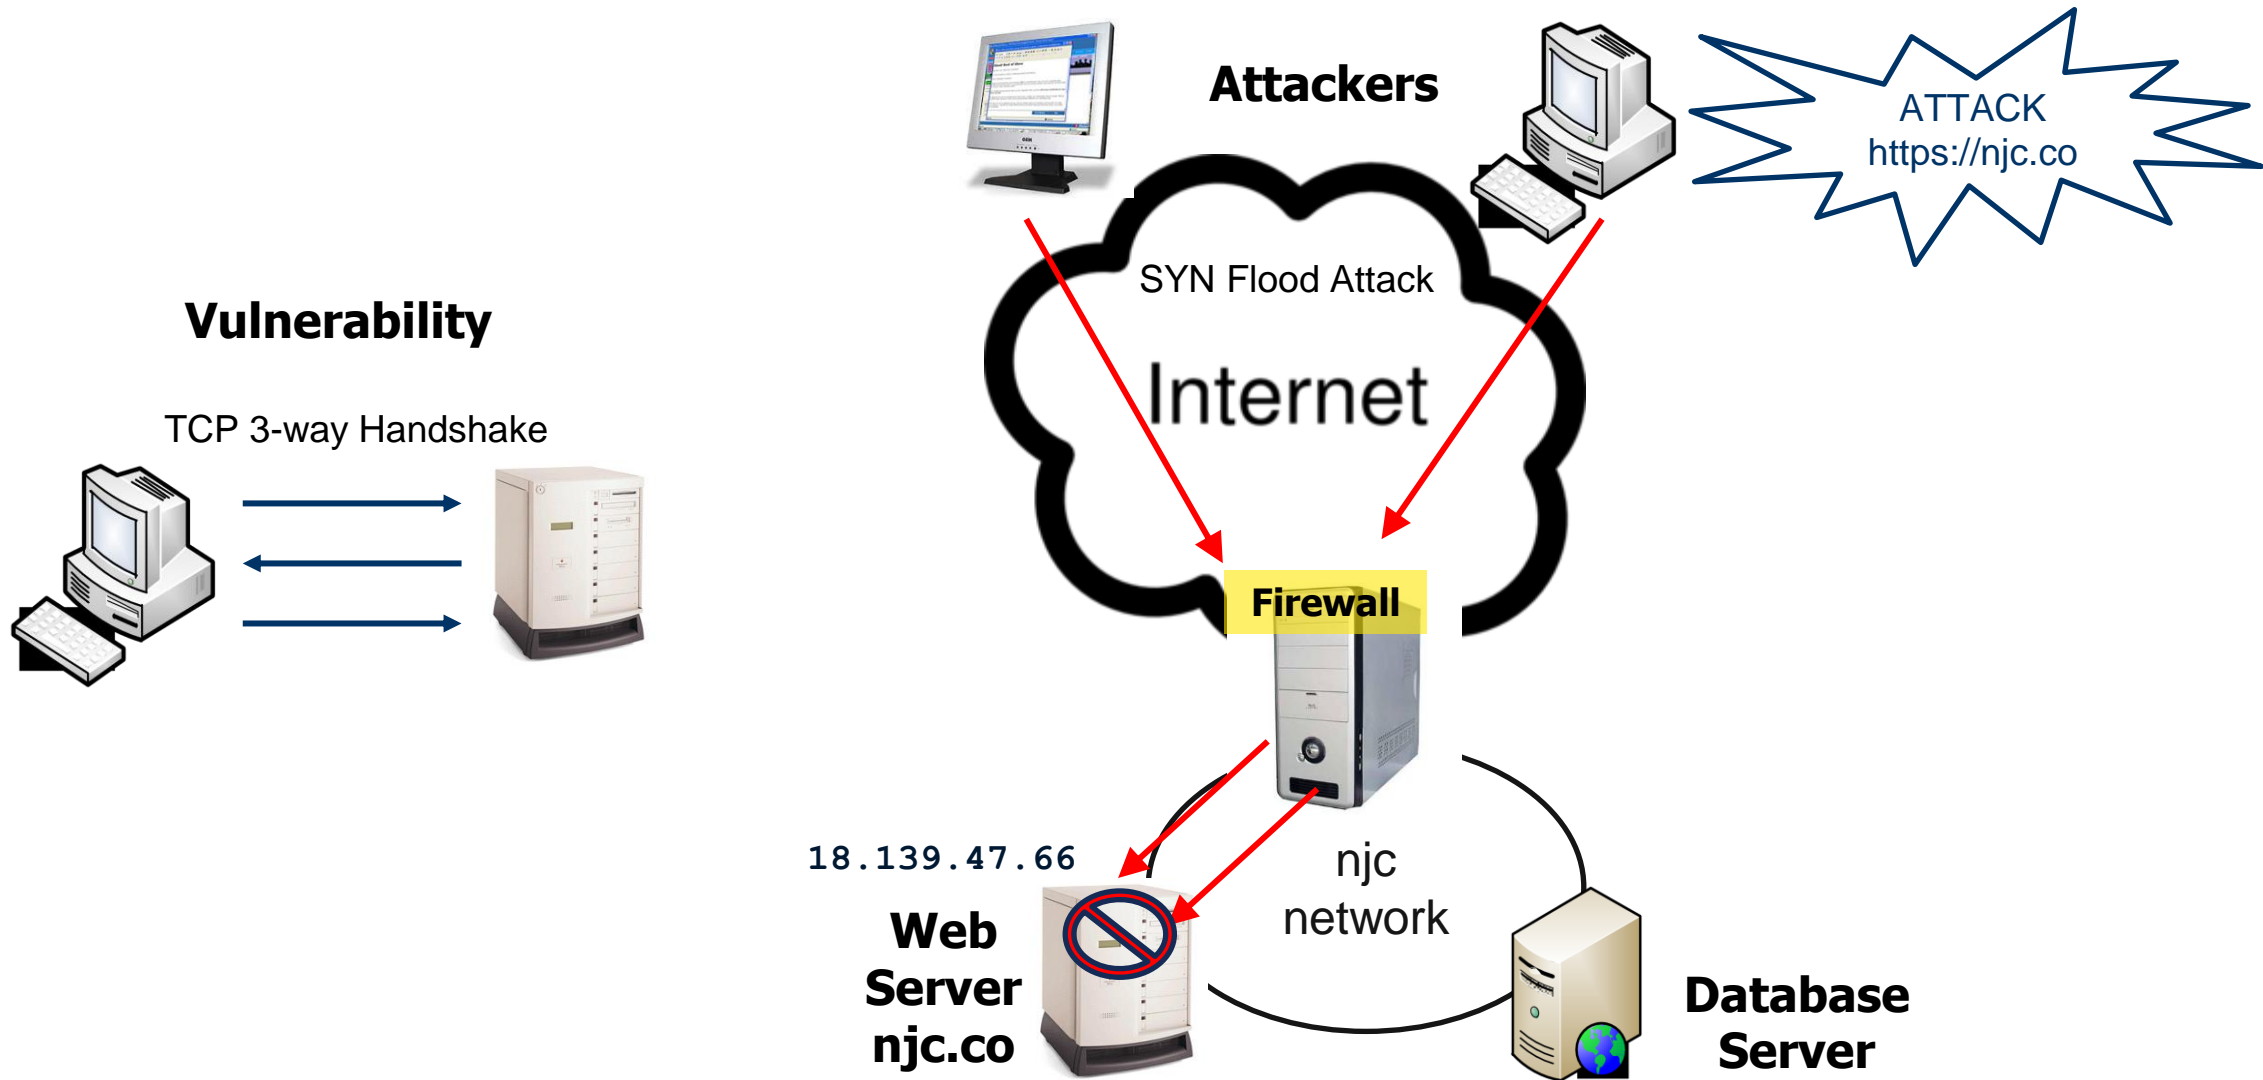 Attackers
ATTACK
https://njc.co
SYN Flood Attack
Vulnerability
Internet
TCP 3-way Handshake
Firewall
18.139.47.66
njc
network
Web
Server
njc.co
Database
Server